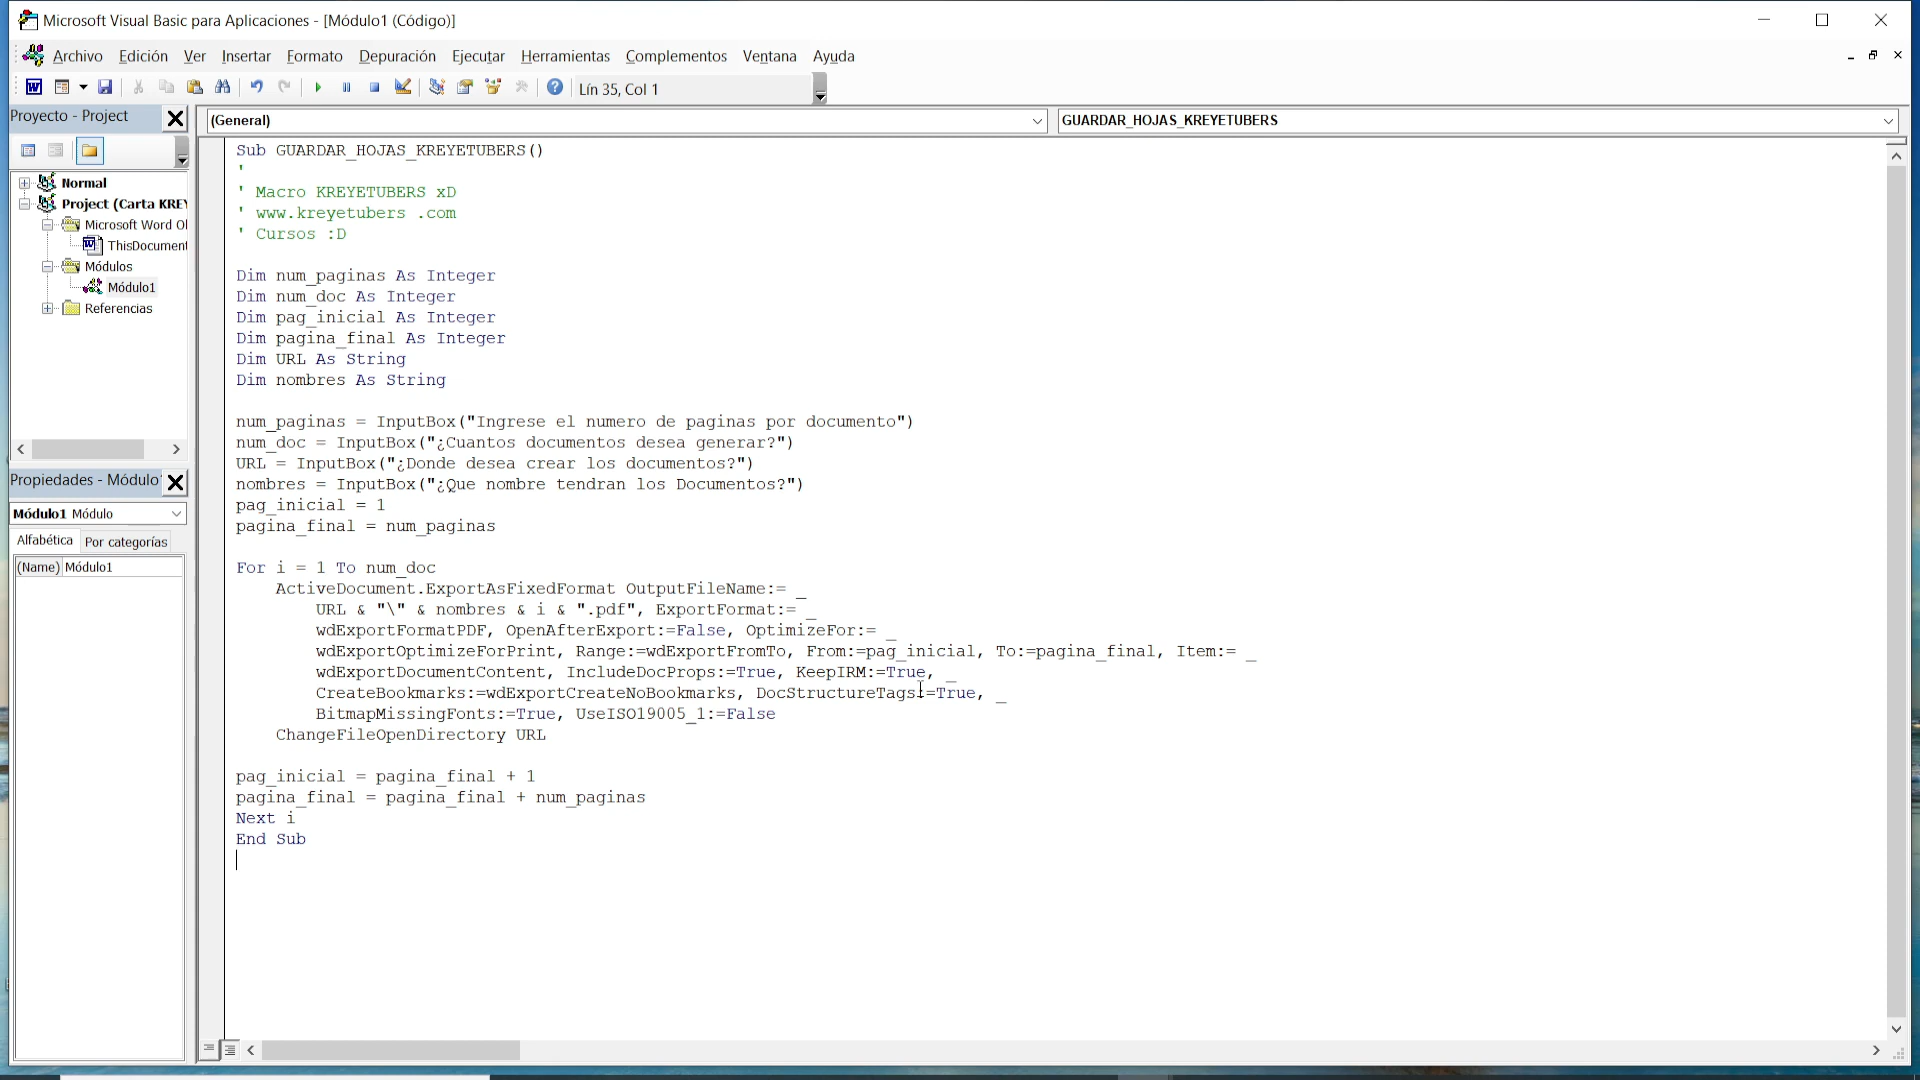 Microsoft Visual Basic para Aplicaciones - [Módulo1 (Código)]
Archivo Edición Ver Insertar Formato Depuración Ejecutar Herramientas Complementos Ventana Ayuda
Lín 35, Col 1
Proyecto - Project
Normal
Project (Carta KREY
Microsoft Word Ol
ThisDocument
Módulos
Módulo1
Referencias
Propiedades - Módulo1
Módulo1 Módulo
Alfabética Por categorías
(Name) Módulo1
(General) GUARDAR_HOJAS_KREYETUBERS
Sub GUARDAR_HOJAS_KREYETUBERS()
'
' Macro KREYETUBERS xD
' www.kreyetubers .com
' Cursos :D
Dim num_paginas As Integer
Dim num_doc As Integer
Dim pag_inicial As Integer
Dim pagina_final As Integer
Dim URL As String
Dim nombres As String
num_paginas = InputBox("Ingrese el numero de paginas por documento")
num_doc = InputBox("¿Cuantos documentos desea generar?")
URL = InputBox("¿Donde desea crear los documentos?")
nombres = InputBox("¿Que nombre tendran los Documentos?")
pag_inicial = 1
pagina_final = num_paginas
For i = 1 To num_doc
ActiveDocument.ExportAsFixedFormat OutputFileName:= _
URL & "\" & nombres & i & ".pdf", ExportFormat:= _
wdExportFormatPDF, OpenAfterExport:=False, OptimizeFor:= _
wdExportOptimizeForPrint, Range:=wdExportFromTo, From:=pag_inicial, To:=pagina_final, Item:= _
wdExportDocumentContent, IncludeDocProps:=True, KeepIRM:=True, _
CreateBookmarks:=wdExportCreateNoBookmarks, DocStructureTags:=True, _
BitmapMissingFonts:=True, UseISO19005_1:=False
ChangeFileOpenDirectory URL
pag_inicial = pagina_final + 1
pagina_final = pagina_final + num_paginas
Next i
End Sub